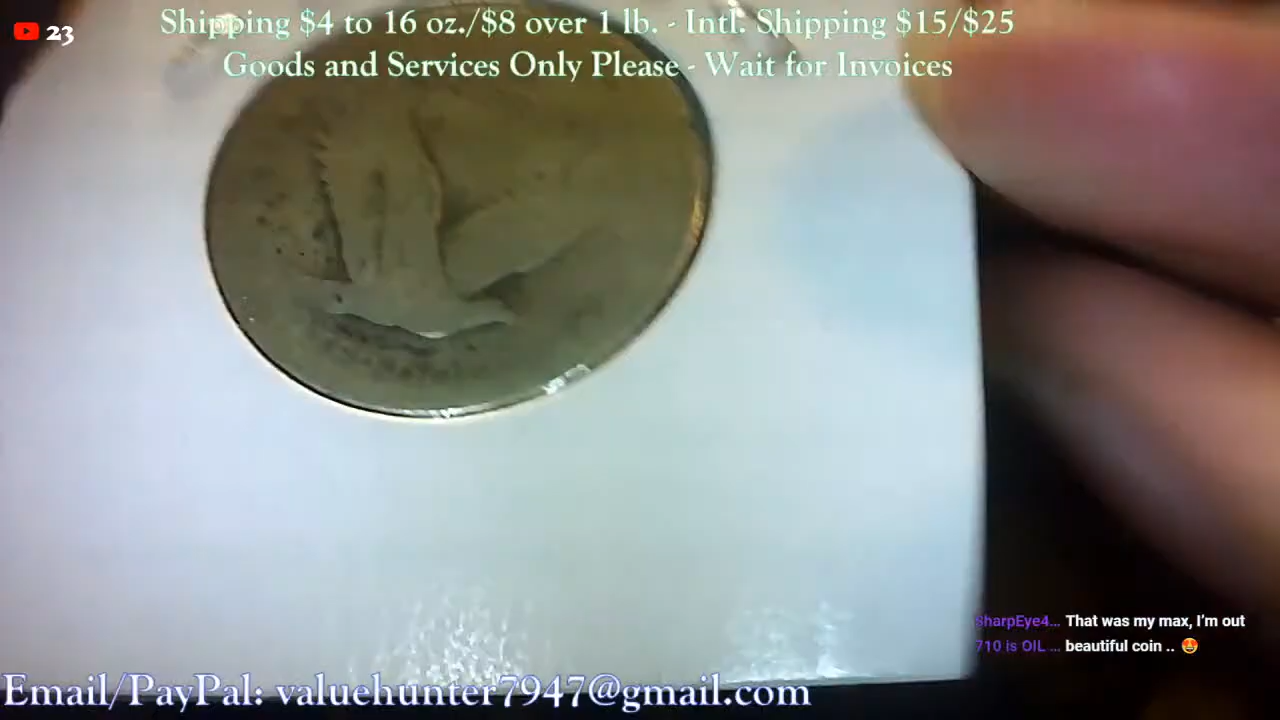 23
Shipping $4 to 16 oz./$8 over 1 lb. - Intl. Shipping $15/$25
Goods and Services Only Please - Wait for Invoices
SharpEye4... That was my max, I'm out
710 is OIL ... beautiful coin .. 😍
Email/PayPal: valuehunter7947@gmail.com